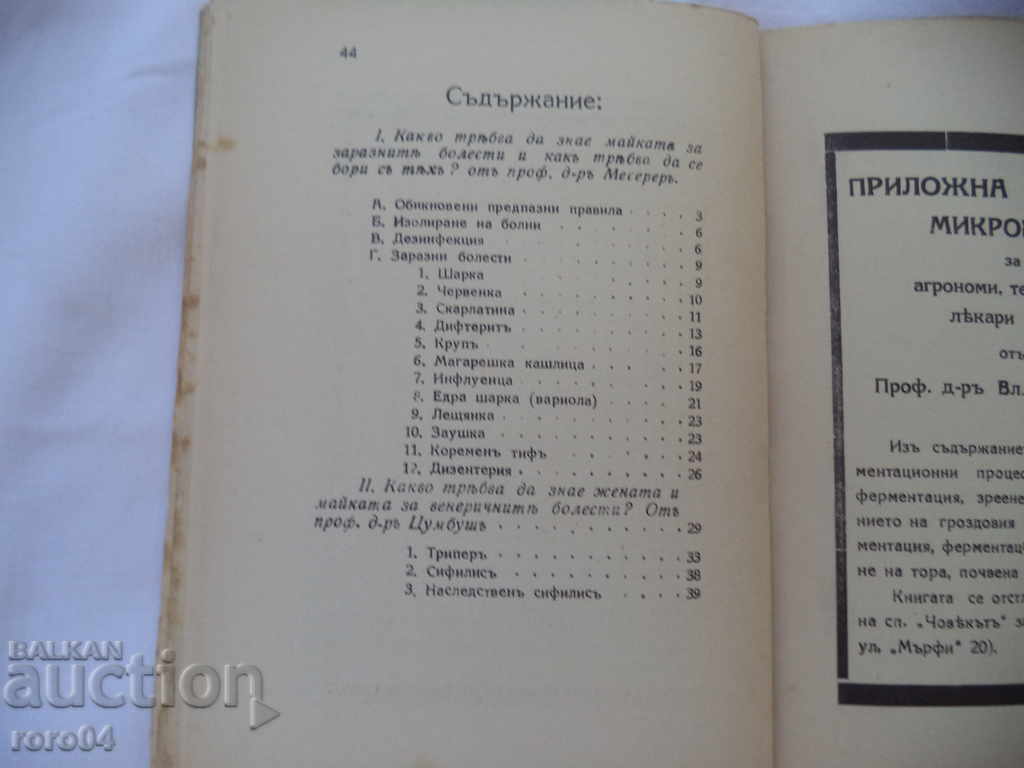 44
Съдържание:
I. Какво трѣбва да знае майката за
заразнитѣ болести и какъ трѣбва да се
бори съ тѣхъ? отъ проф. д-ръ Месереръ.
А. Обикновени предпазни правила . . . . 3
Б. Изолиране на болни . . . . . . . 6
В. Дезинфекция . . . . . . . . . 6
Г. Заразни болести . . . . . . . . 9
1. Шарка . . . . . . . . . 9
2. Червенка . . . . . . . . 10
3. Скарлатина . . . . . . . 11
4. Дифтеритъ . . . . . . . 13
5. Крупъ . . . . . . . . . 16
6. Магарешка кашлица . . . . . 17
7. Инфлуенца . . . . . . . 19
8. Едра шарка (вариола) . . . . 21
9. Лещянка . . . . . . . . 23
10. Заушка . . . . . . . . 23
11. Коременъ тифъ . . . . . . 24
12. Дизентерия . . . . . . . 26
II. Какво трѣбва да знае жената и
майката за венеричнитѣ болести? Отъ
проф. д-ръ Цумбушъ . . . . . . . . 29
1. Триперъ . . . . . . . . . 33
2. Сифилисъ . . . . . . . . 38
3. Наследственъ сифилисъ . . . . 39
ПРИЛОЖНА
МИКРО
за
агрономи, те
лѣкари
отъ
Проф. д-ръ Вл.
Изъ съдържание
ментационни процес
ферментация, зреене
нието на гроздовия
ментация, ферментац
не на тора, почвена
Книгата се отст
на сп. „Човѣкътъ" з
ул. „Мърфи" 20).
BALKAN
auction
roro04